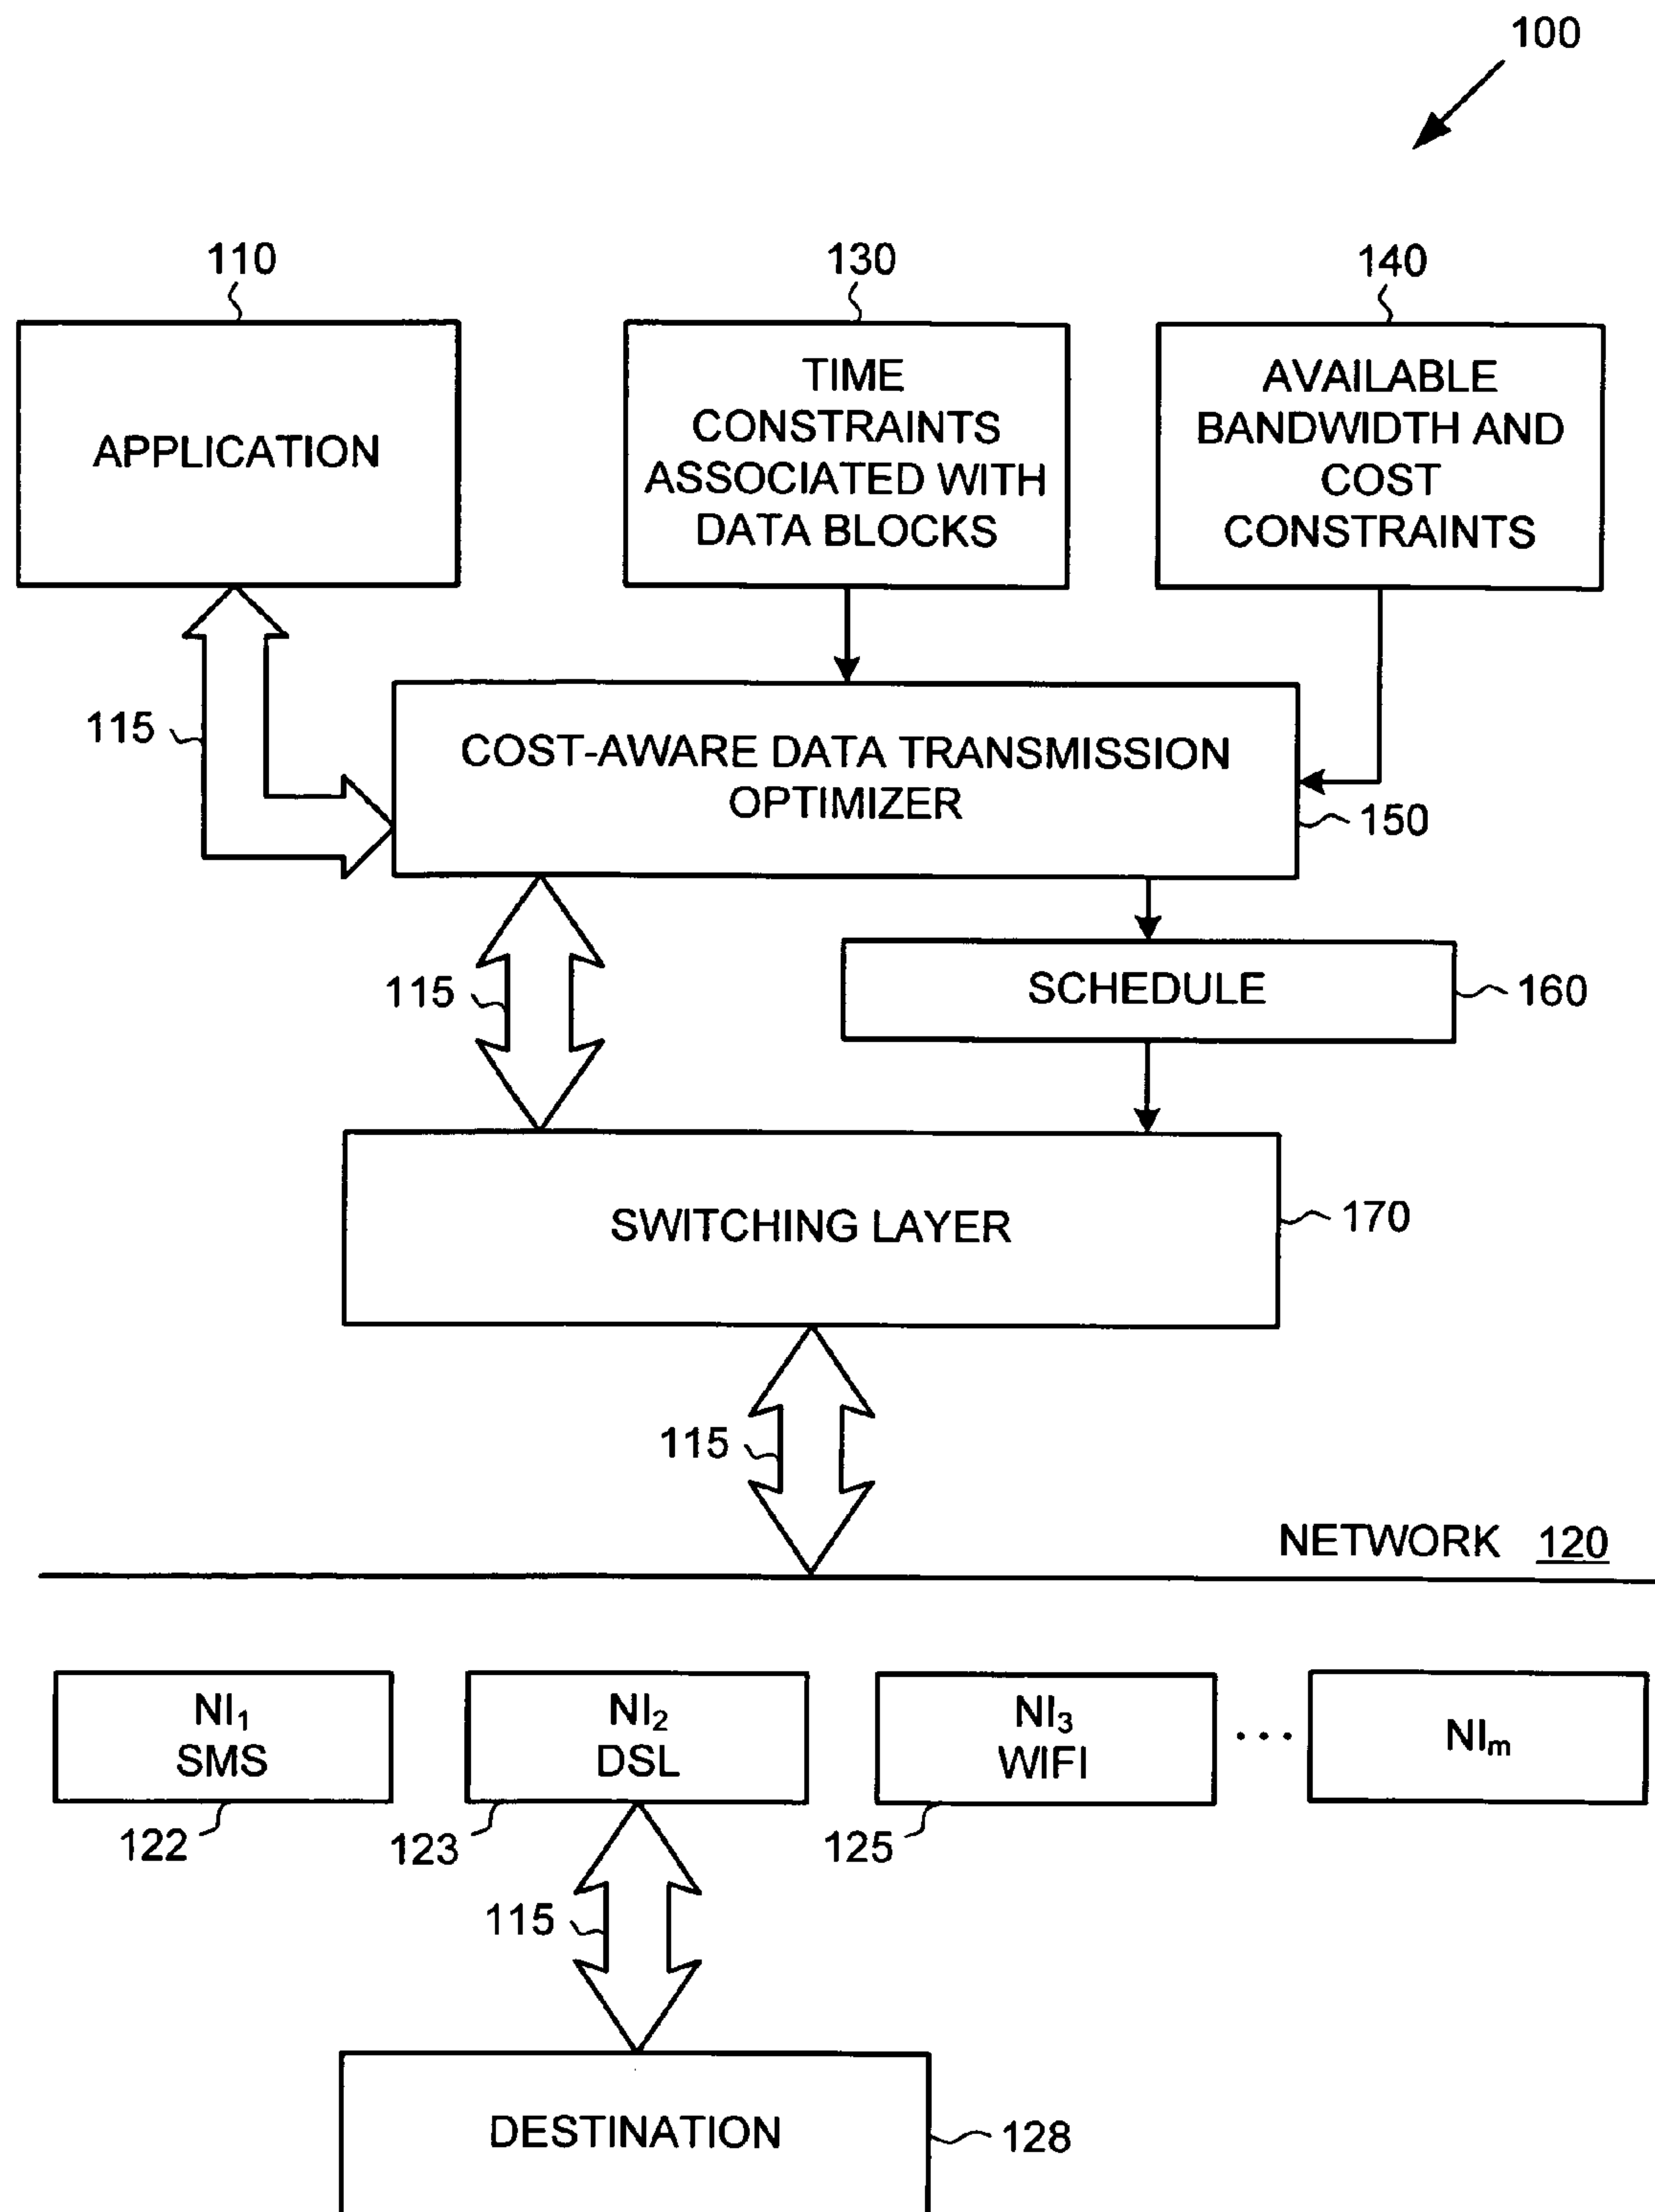 100
110
130
140
APPLICATION
TIME
CONSTRAINTS
ASSOCIATED WITH
DATA BLOCKS
AVAILABLE
BANDWIDTH AND
COST
CONSTRAINTS
115
COST-AWARE DATA TRANSMISSION
OPTIMIZER
150
115
SCHEDULE
160
SWITCHING LAYER
170
115
NETWORK 120
NI₁
SMS
NI₂
DSL
NI₃
WIFI
...
NIₘ
122
123
125
115
DESTINATION
128